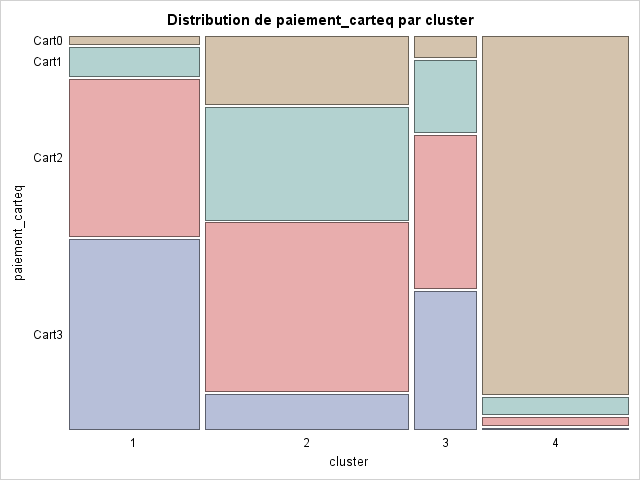 Distribution de paiement_carteq par cluster
Cart0
Cart1
Cart2
Cart3
paiement_carteq
1 2 3 4
cluster